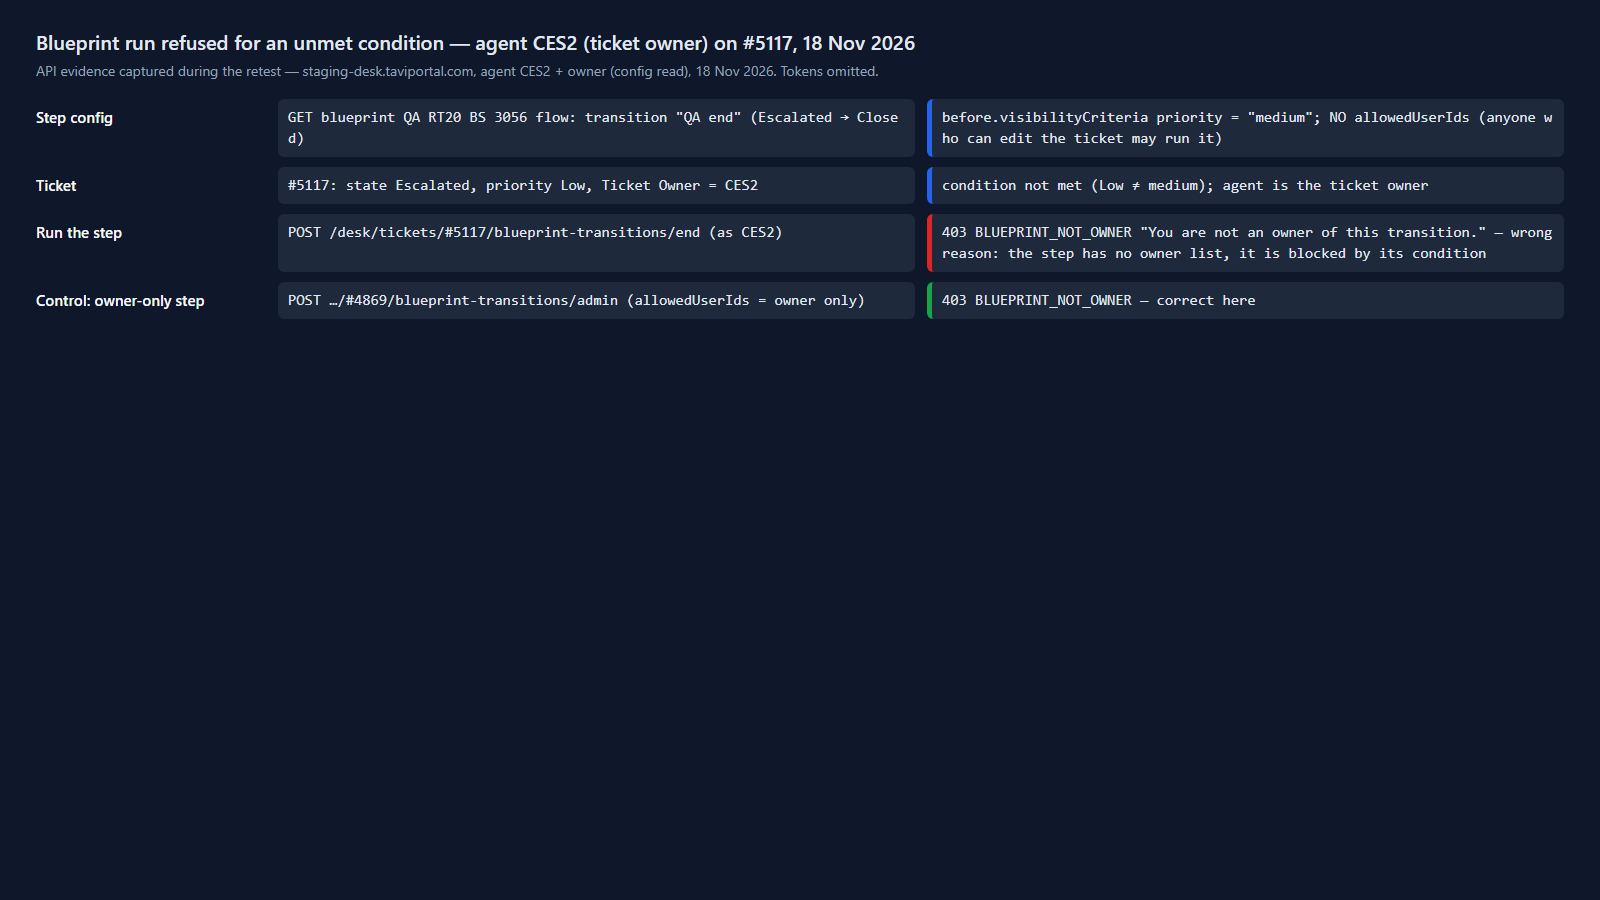 Blueprint run refused for an unmet condition — agent CES2 (ticket owner) on #5117, 18 Nov 2026
API evidence captured during the retest — staging-desk.taviportal.com, agent CES2 + owner (config read), 18 Nov 2026. Tokens omitted.
Step config
GET blueprint QA RT20 BS 3056 flow: transition "QA end" (Escalated → Close
d)
before.visibilityCriteria priority = "medium"; NO allowedUserIds (anyone w
ho can edit the ticket may run it)
Ticket
#5117: state Escalated, priority Low, Ticket Owner = CES2
condition not met (Low ≠ medium); agent is the ticket owner
Run the step
POST /desk/tickets/#5117/blueprint-transitions/end (as CES2)
403 BLUEPRINT_NOT_OWNER "You are not an owner of this transition." — wrong
reason: the step has no owner list, it is blocked by its condition
Control: owner-only step
POST …/#4869/blueprint-transitions/admin (allowedUserIds = owner only)
403 BLUEPRINT_NOT_OWNER — correct here